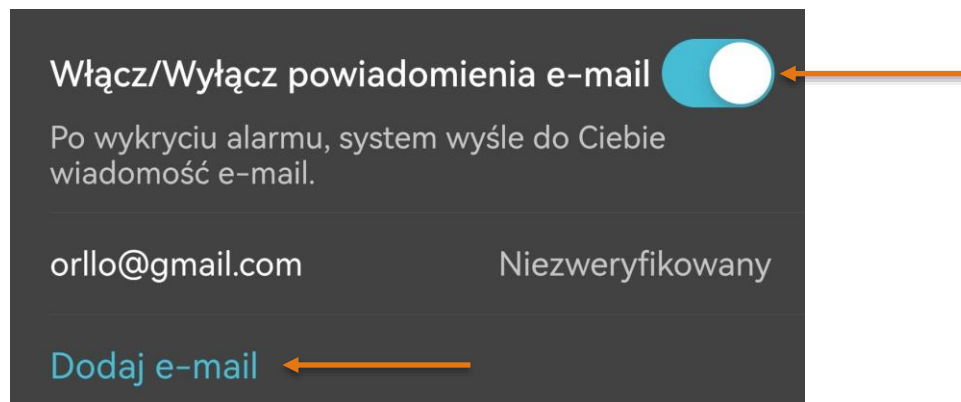 Włącz/Wyłącz powiadomienia e-mail
Po wykryciu alarmu, system wyśle do Ciebie
wiadomość e-mail.
orllo@gmail.com Niezweryfikowany
Dodaj e-mail